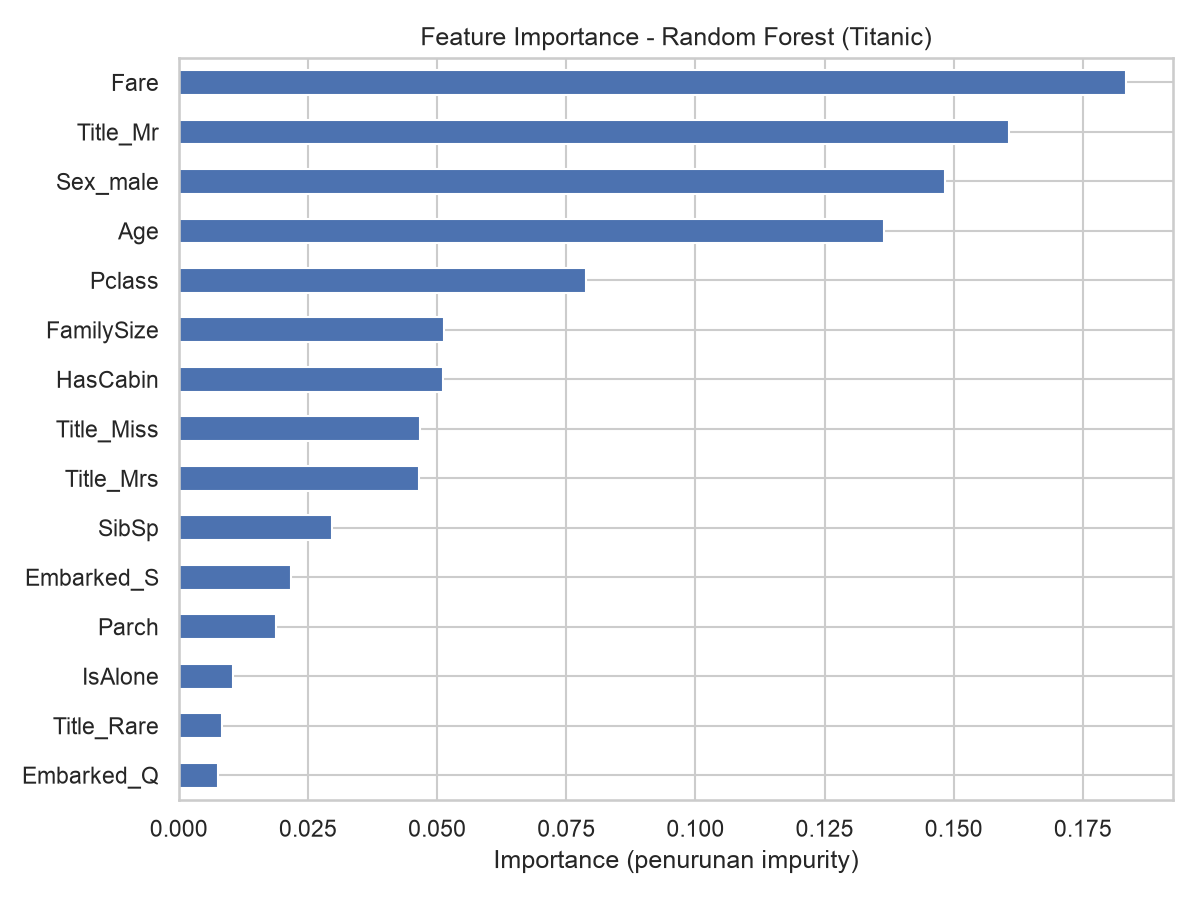 Feature Importance - Random Forest (Titanic)
Fare
Title_Mr
Sex_male
Age
Pclass
FamilySize
HasCabin
Title_Miss
Title_Mrs
SibSp
Embarked_S
Parch
IsAlone
Title_Rare
Embarked_Q
0.000 0.025 0.050 0.075 0.100 0.125 0.150 0.175
Importance (penurunan impurity)